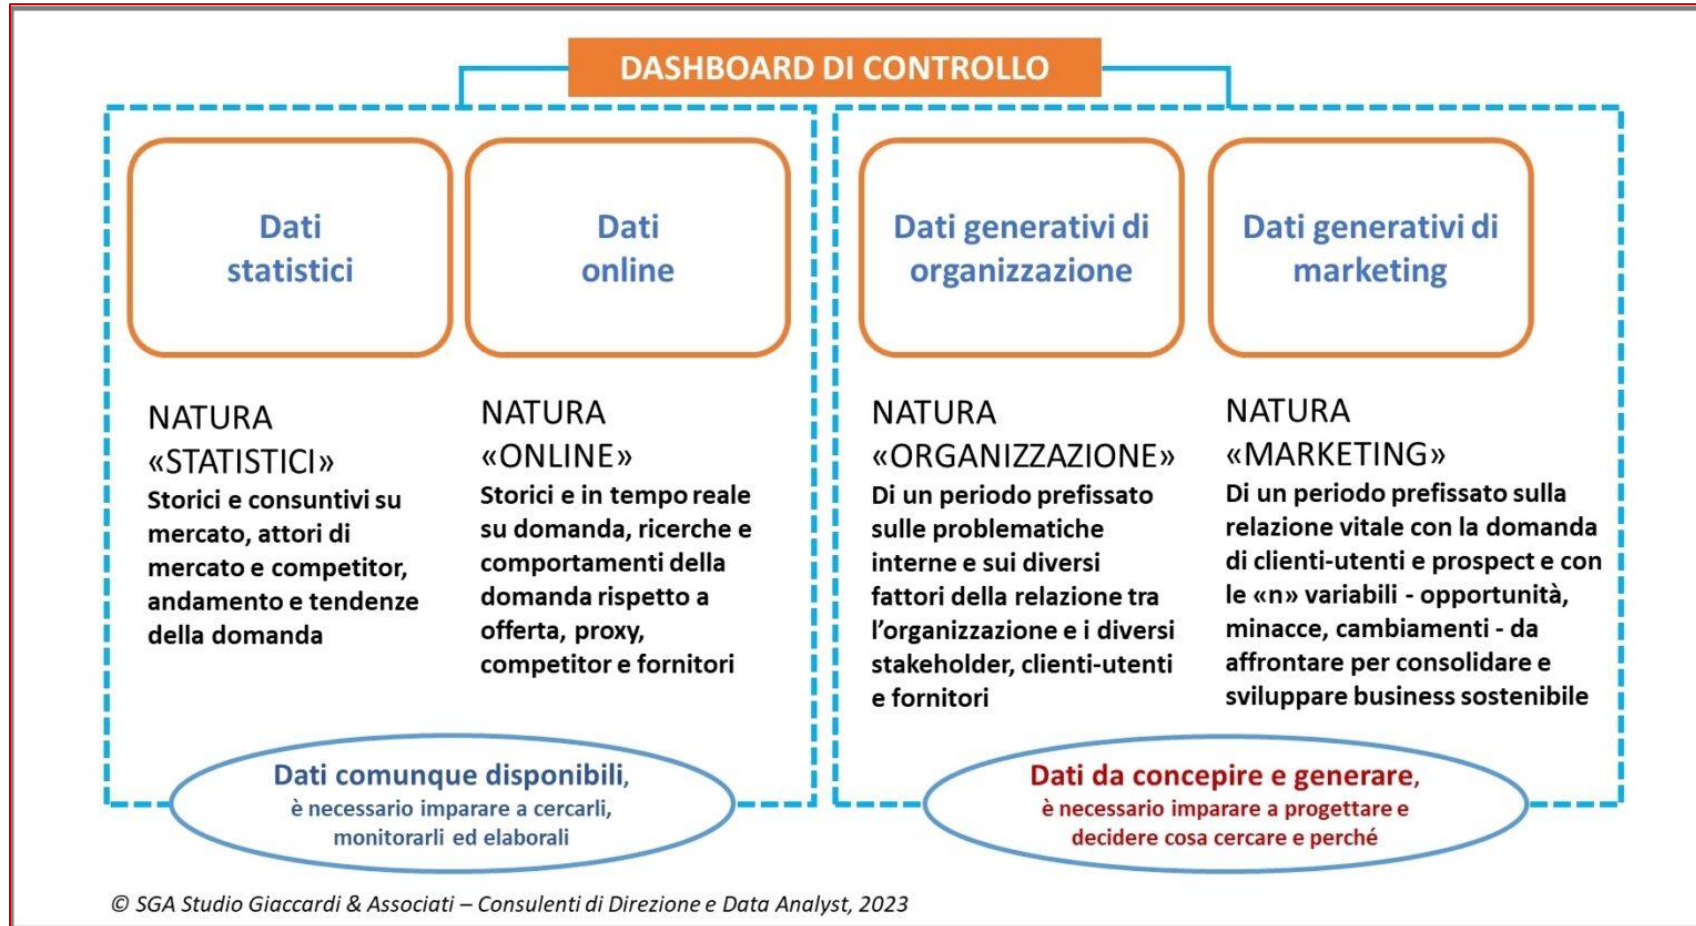 DASHBOARD DI CONTROLLO
Dati
statistici
Dati
online
Dati generativi di
organizzazione
Dati generativi di
marketing
NATURA
«STATISTICI»
Storici e consuntivi su
mercato, attori di
mercato e competitor,
andamento e tendenze
della domanda
NATURA
«ONLINE»
Storici e in tempo reale
su domanda, ricerche e
comportamenti della
domanda rispetto a
offerta, proxy,
competitor e fornitori
NATURA
«ORGANIZZAZIONE»
Di un periodo prefissato
sulle problematiche
interne e sui diversi
fattori della relazione tra
l’organizzazione e i diversi
stakeholder, clienti-utenti
e fornitori
NATURA
«MARKETING»
Di un periodo prefissato sulla
relazione vitale con la domanda
di clienti-utenti e prospect e con
le «n» variabili - opportunità,
minacce, cambiamenti - da
affrontare per consolidare e
sviluppare business sostenibile
Dati comunque disponibili,
è necessario imparare a cercarli,
monitorarli ed elaborali
Dati da concepire e generare,
è necessario imparare a progettare e
decidere cosa cercare e perché
© SGA Studio Giaccardi & Associati – Consulenti di Direzione e Data Analyst, 2023